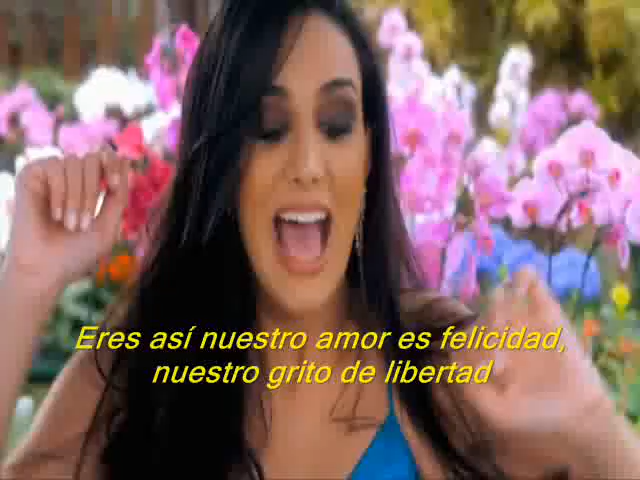 Eres así nuestro amor es felicidad,
nuestro grito de libertad